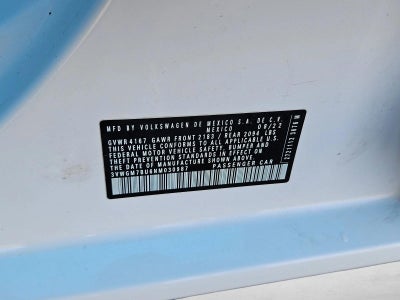 MFD BY VOLKSWAGEN DE MEXICO S.A. DE C.V.
MEXICO 08/22
GVWR 4167 GAWR FRONT 2183 / REAR 2094 LBS
THIS VEHICLE CONFORMS TO ALL APPLICABLE U.S.
FEDERAL MOTOR VEHICLE SAFETY, BUMPER AND
THEFT PREVENTION STANDARDS IN EFFECT ON
THE DATE OF MANUFACTURE SHOWN ABOVE.
3VWGM7BU6NM030987 PASSENGER CAR